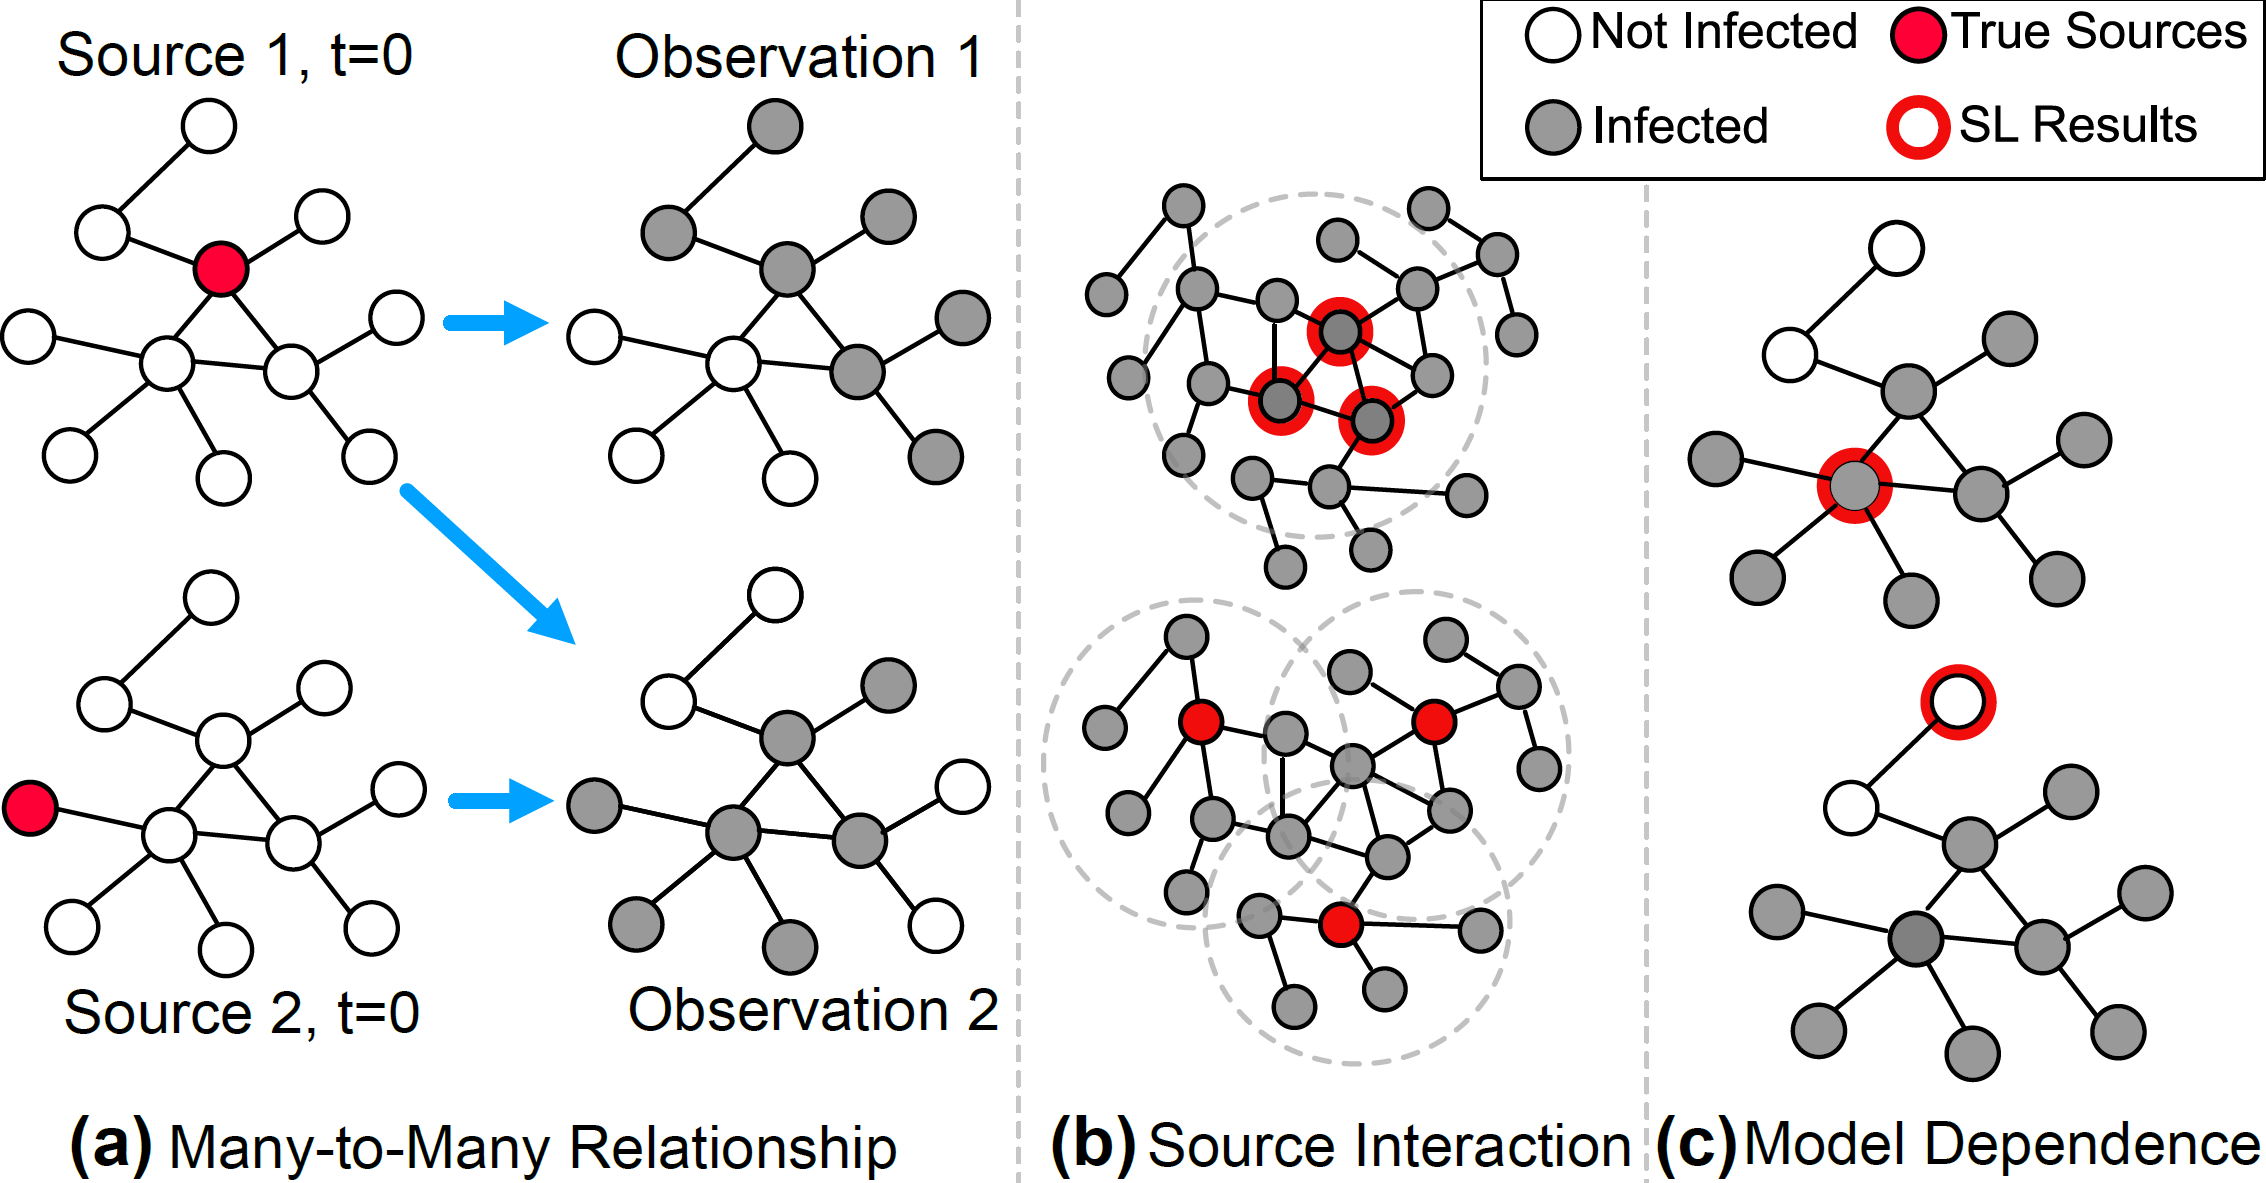 Source 1, t=0
Observation 1
Not Infected
True Sources
Infected
SL Results
Source 2, t=0
Observation 2
(a) Many-to-Many Relationship
(b) Source Interaction
(c) Model Dependence